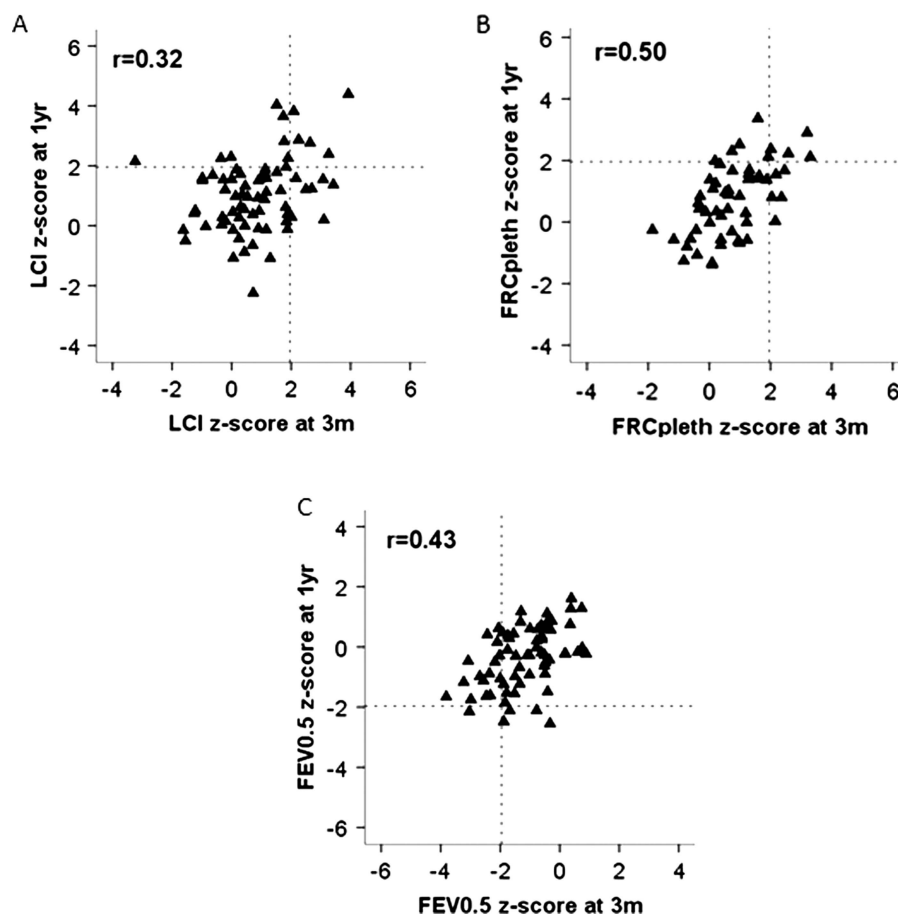 A
r=0.32
LCI z-score at 1yr
6
4
2
0
-2
-4
-4 -2 0 2 4 6
LCI z-score at 3m
B
r=0.50
FRCpleth z-score at 1yr
6
4
2
0
-2
-4
-4 -2 0 2 4 6
FRCpleth z-score at 3m
C
r=0.43
FEV0.5 z-score at 1yr
4
2
0
-2
-4
-6
-6 -4 -2 0 2 4
FEV0.5 z-score at 3m